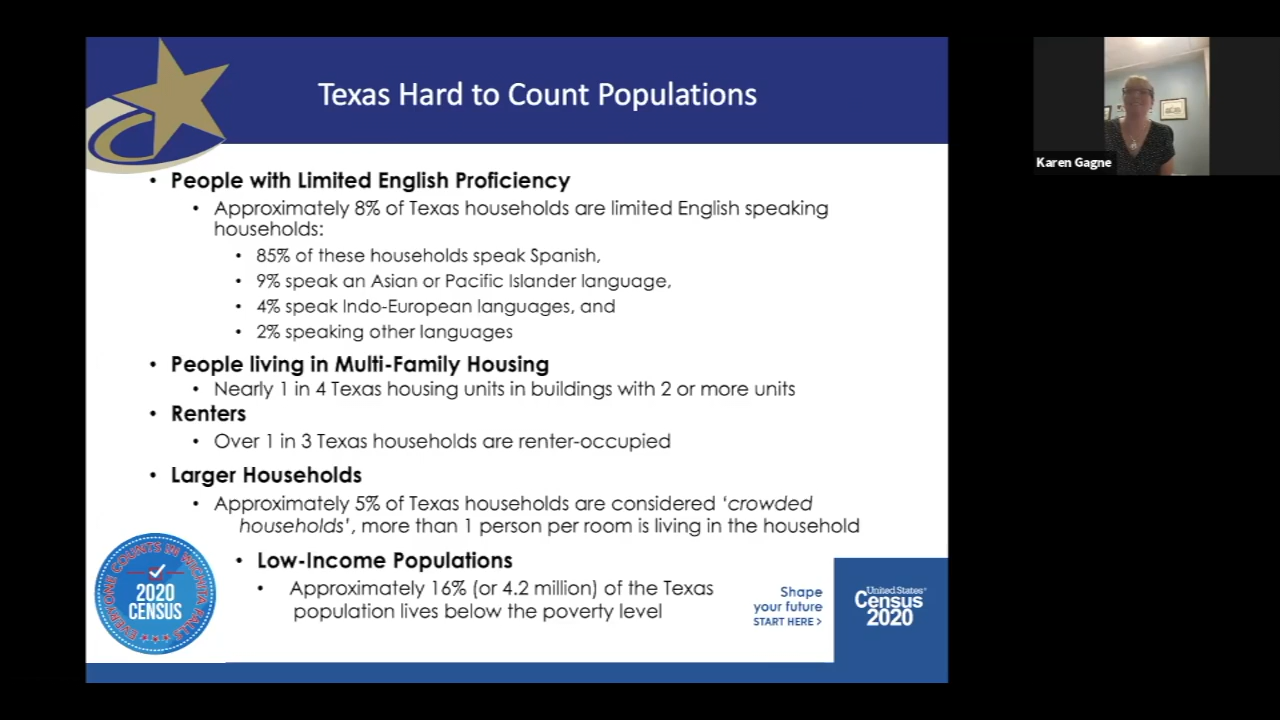 Texas Hard to Count Populations
Karen Gagne
• People with Limited English Proficiency
• Approximately 8% of Texas households are limited English speaking
households:
• 85% of these households speak Spanish,
• 9% speak an Asian or Pacific Islander language,
• 4% speak Indo-European languages, and
• 2% speaking other languages
• People living in Multi-Family Housing
• Nearly 1 in 4 Texas housing units in buildings with 2 or more units
• Renters
• Over 1 in 3 Texas households are renter-occupied
• Larger Households
• Approximately 5% of Texas households are considered ‘crowded
households’, more than 1 person per room is living in the household
• Low-Income Populations
• Approximately 16% (or 4.2 million) of the Texas
population lives below the poverty level
EVERYONE COUNTS IN WICHITA FALLS
2020
CENSUS
Shape
your future
START HERE >
United States®
Census
2020